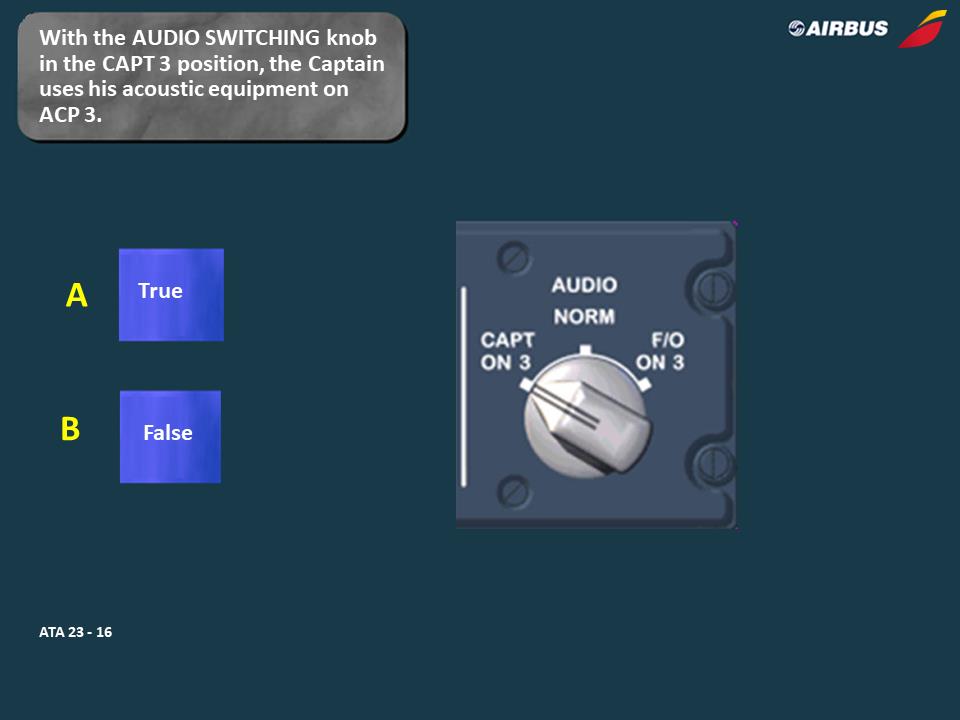 With the AUDIO SWITCHING knob
in the CAPT 3 position, the Captain
uses his acoustic equipment on
ACP 3.
AIRBUS
A
True
B
False
AUDIO
NORM
CAPT
ON 3
F/O
ON 3
ATA 23 - 16